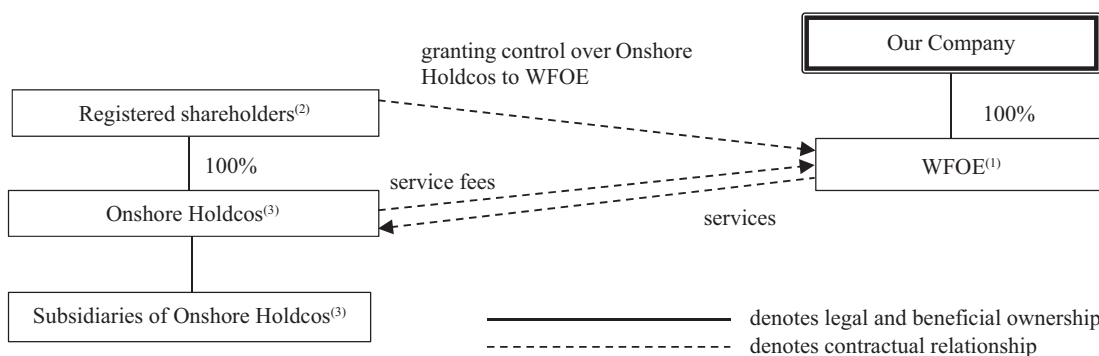 Our Company
granting control over Onshore
Holdcos to WFOE
Registered shareholders(2)
100%
100%
WFOE(1)
service fees
Onshore Holdcos(3)
services
Subsidiaries of Onshore Holdcos(3)
denotes legal and beneficial ownership
denotes contractual relationship